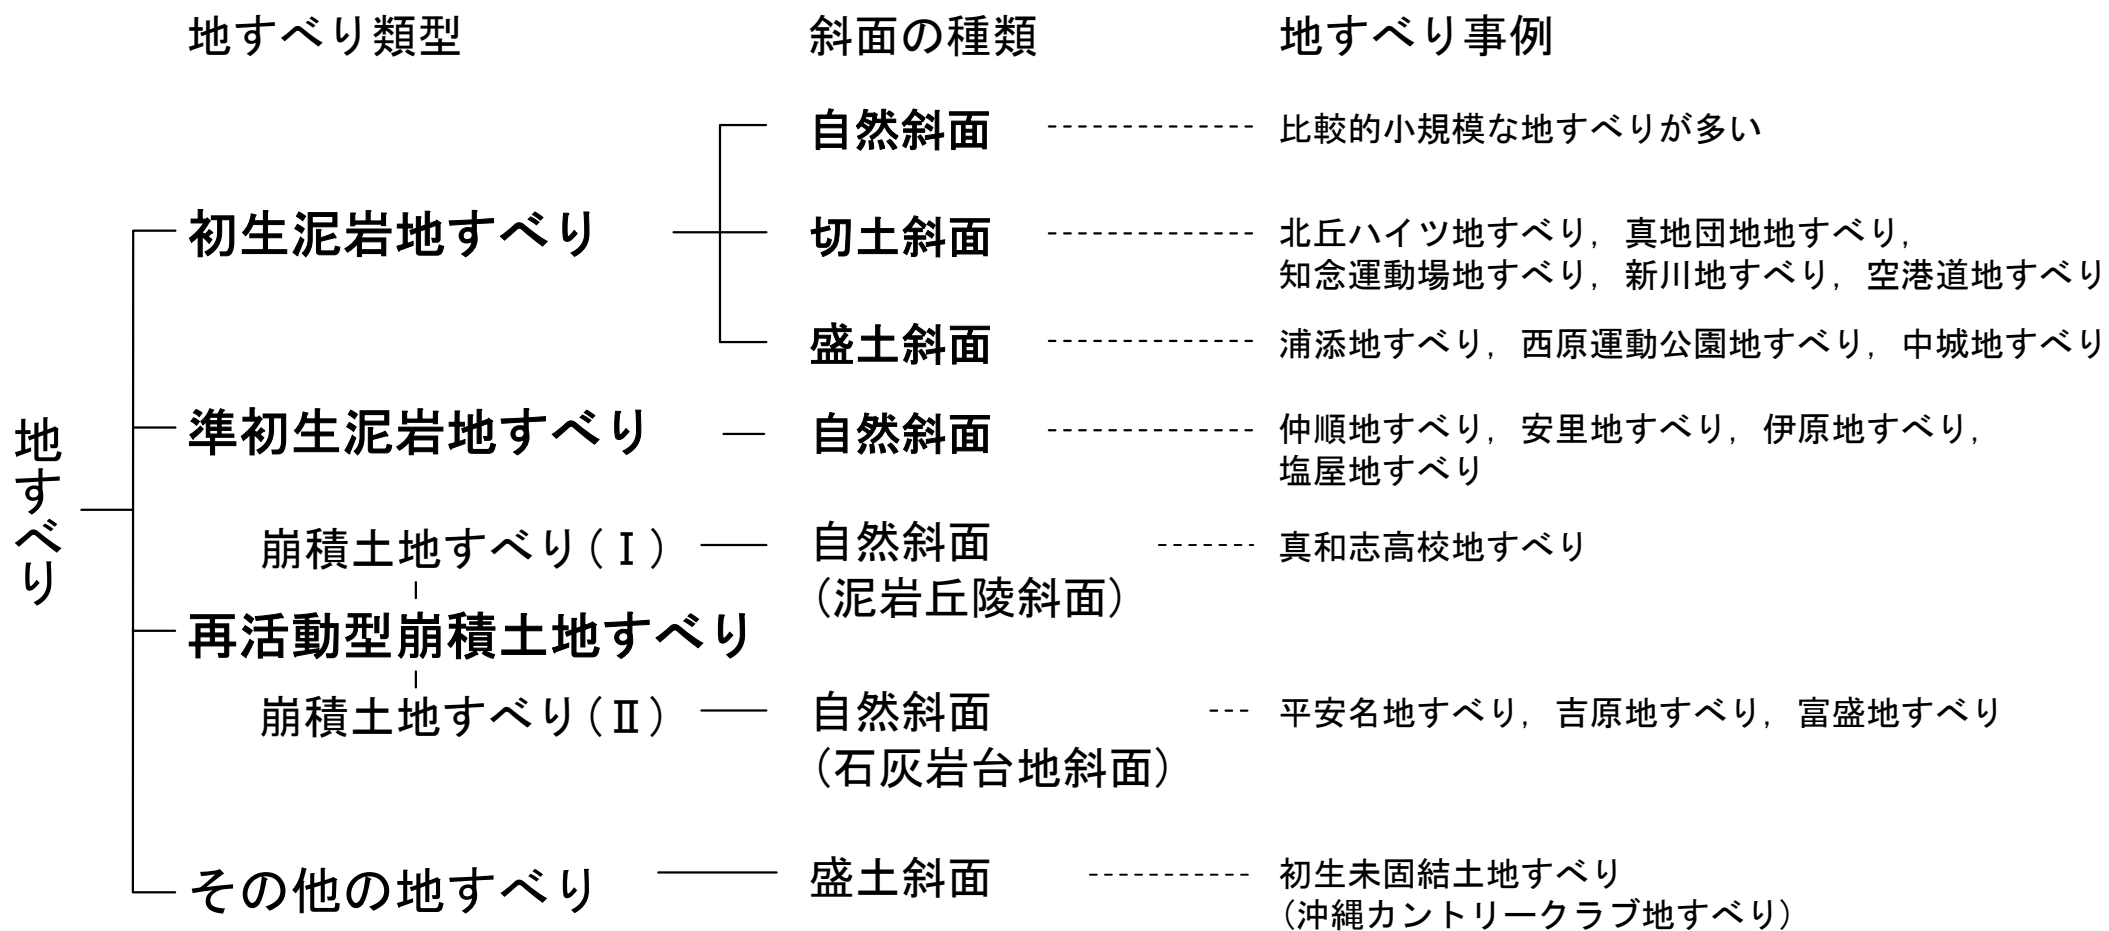 地すべり類型
斜面の種類
地すべり事例
地すべり
初生泥岩地すべり
自然斜面
比較的小規模な地すべりが多い
切土斜面
北丘ハイツ地すべり, 真地団地地すべり,
知念運動場地すべり, 新川地すべり, 空港道地すべり
盛土斜面
浦添地すべり, 西原運動公園地すべり, 中城地すべり
準初生泥岩地すべり
自然斜面
仲順地すべり, 安里地すべり, 伊原地すべり,
塩屋地すべり
崩積土地すべり(Ⅰ)
自然斜面
(泥岩丘陵斜面)
真和志高校地すべり
再活動型崩積土地すべり
崩積土地すべり(Ⅱ)
自然斜面
(石灰岩台地斜面)
平安名地すべり, 吉原地すべり, 富盛地すべり
その他の地すべり
盛土斜面
初生未固結土地すべり
(沖縄カントリークラブ地すべり)